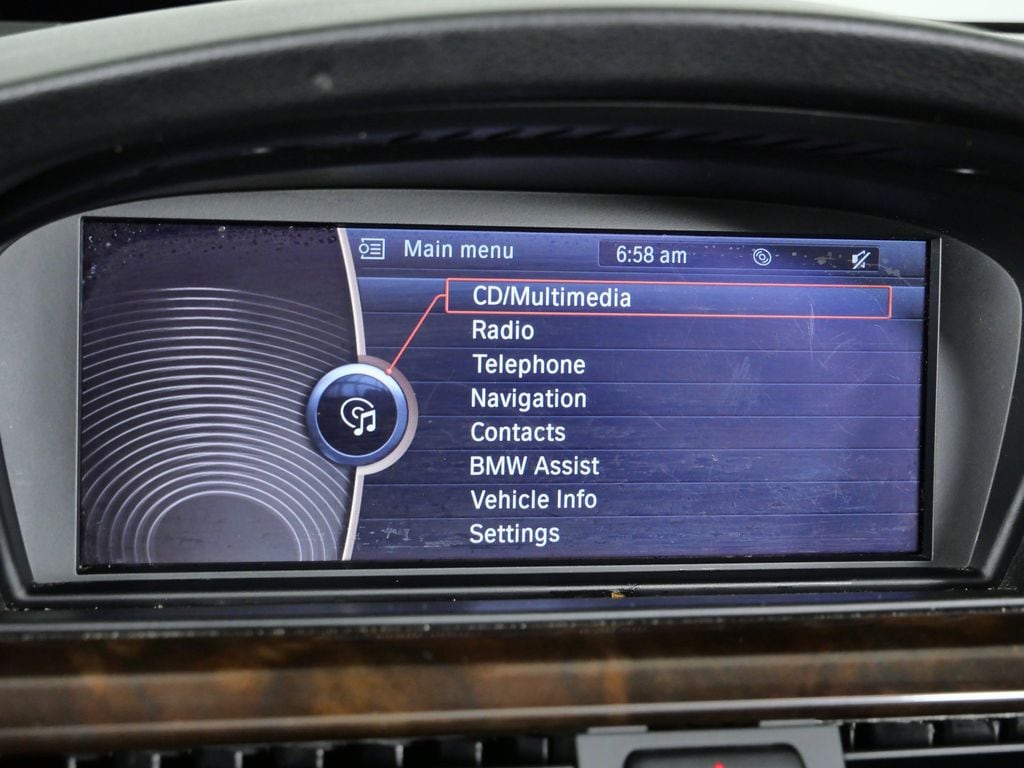 Main menu 6:58 am
CD/Multimedia
Radio
Telephone
Navigation
Contacts
BMW Assist
Vehicle Info
Settings